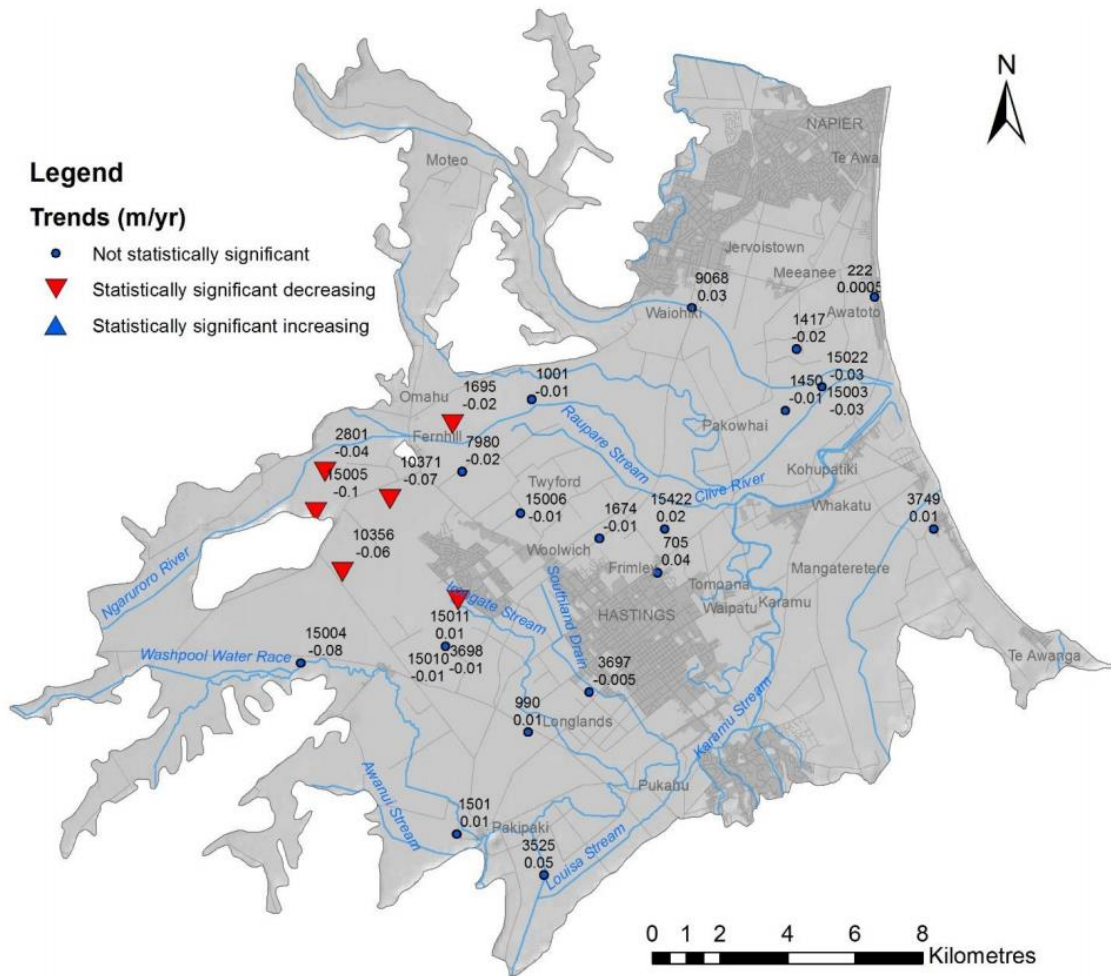 N
NAPIER
Te Awa
Moteo
Legend
Trends (m/yr)
Not statistically significant
Statistically significant decreasing
Statistically significant increasing
Jervoistown
Meeanee
222
0.0005
Awatoto
9068
0.03
Waiohiki
1417
-0.02
15022
-0.03
15003
-0.03
1450
-0.01
Pakowhai
1001
-0.01
1695
-0.02
Omahu
Fernhill
Raupare Stream
7980
-0.02
2801
-0.04
15005
-0.1
10371
-0.07
Kohupatiki
Clive River
Whakatu
Twyford
15006
-0.01
1674
-0.01
15422
0.02
705
0.04
3749
0.01
10356
-0.06
Woolwich
Frimley
Tomoana
Waipatu
Karamu
Mangateretere
HASTINGS
Ngaruroro River
Irongate Stream
Southland Drain
15011
0.01
3698
-0.01
15010
-0.01
15004
-0.08
Washpool Water Race
Te Awanga
3697
-0.005
990
0.01
Longlands
Karamu Stream
Pukahu
Awanui Stream
1501
0.01
Pakipaki
3525
0.05
Louisa Stream
0 1 2 4 6 8
Kilometres